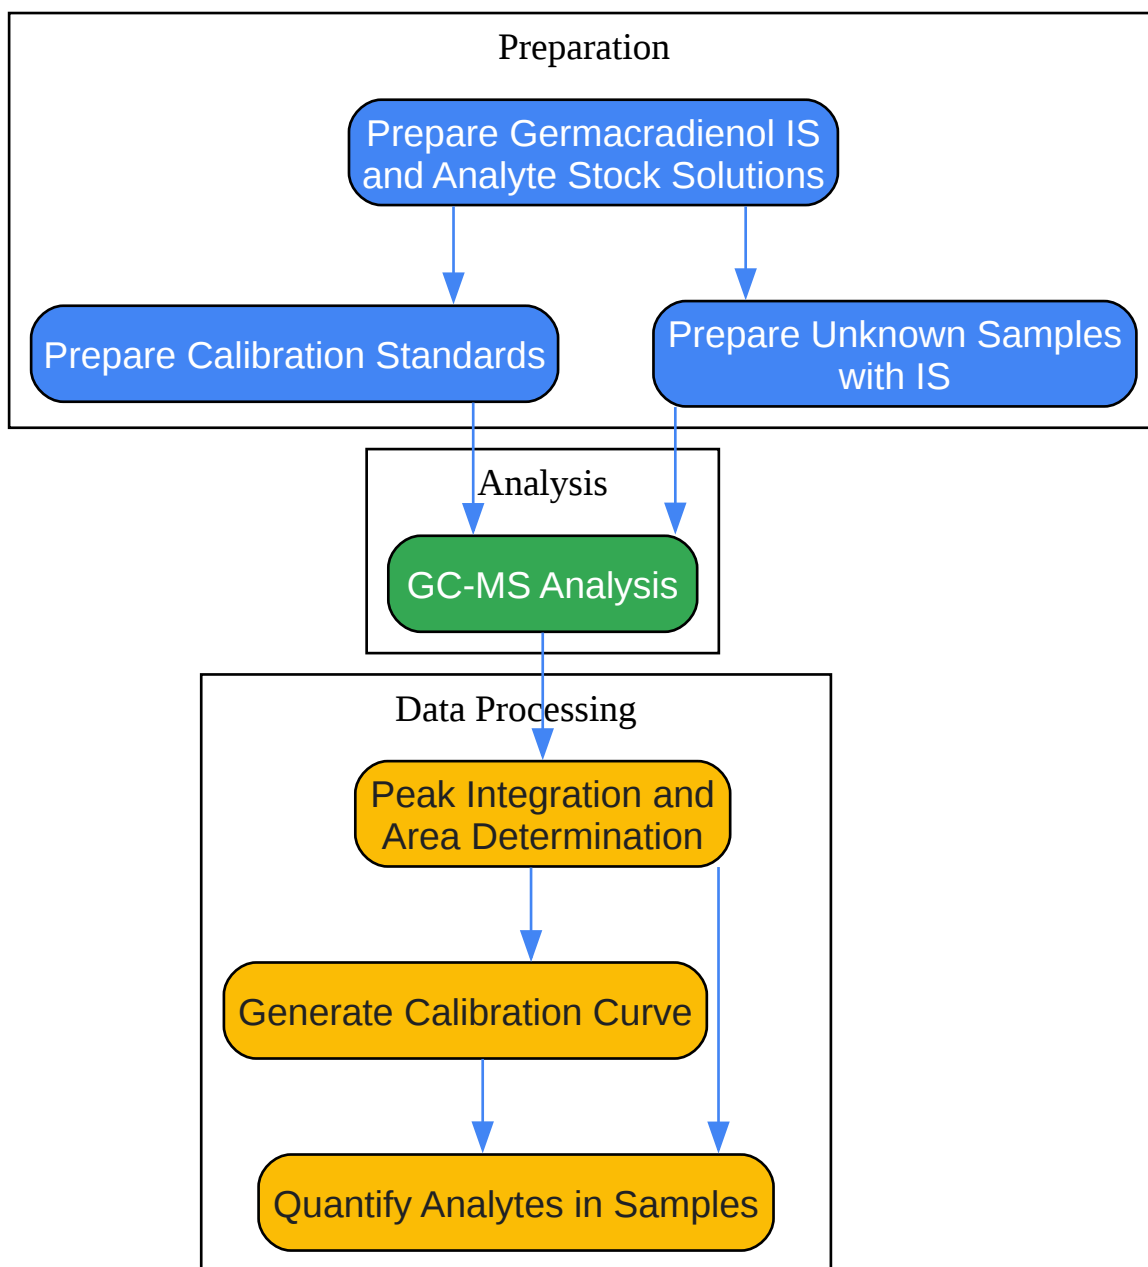 Preparation
Prepare Germacradienol IS
and Analyte Stock Solutions
Prepare Calibration Standards
Prepare Unknown Samples
with IS
Analysis
GC-MS Analysis
Data Processing
Peak Integration and
Area Determination
Generate Calibration Curve
Quantify Analytes in Samples